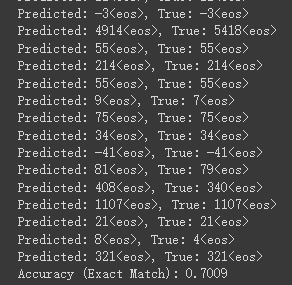 Predicted: -3<eos>, True: -3<eos>
Predicted: 4914<eos>, True: 5418<eos>
Predicted: 55<eos>, True: 55<eos>
Predicted: 214<eos>, True: 214<eos>
Predicted: 55<eos>, True: 55<eos>
Predicted: 9<eos>, True: 7<eos>
Predicted: 75<eos>, True: 75<eos>
Predicted: 34<eos>, True: 34<eos>
Predicted: -41<eos>, True: -41<eos>
Predicted: 81<eos>, True: 79<eos>
Predicted: 408<eos>, True: 340<eos>
Predicted: 1107<eos>, True: 1107<eos>
Predicted: 21<eos>, True: 21<eos>
Predicted: 8<eos>, True: 4<eos>
Predicted: 321<eos>, True: 321<eos>
Accuracy (Exact Match): 0.7009